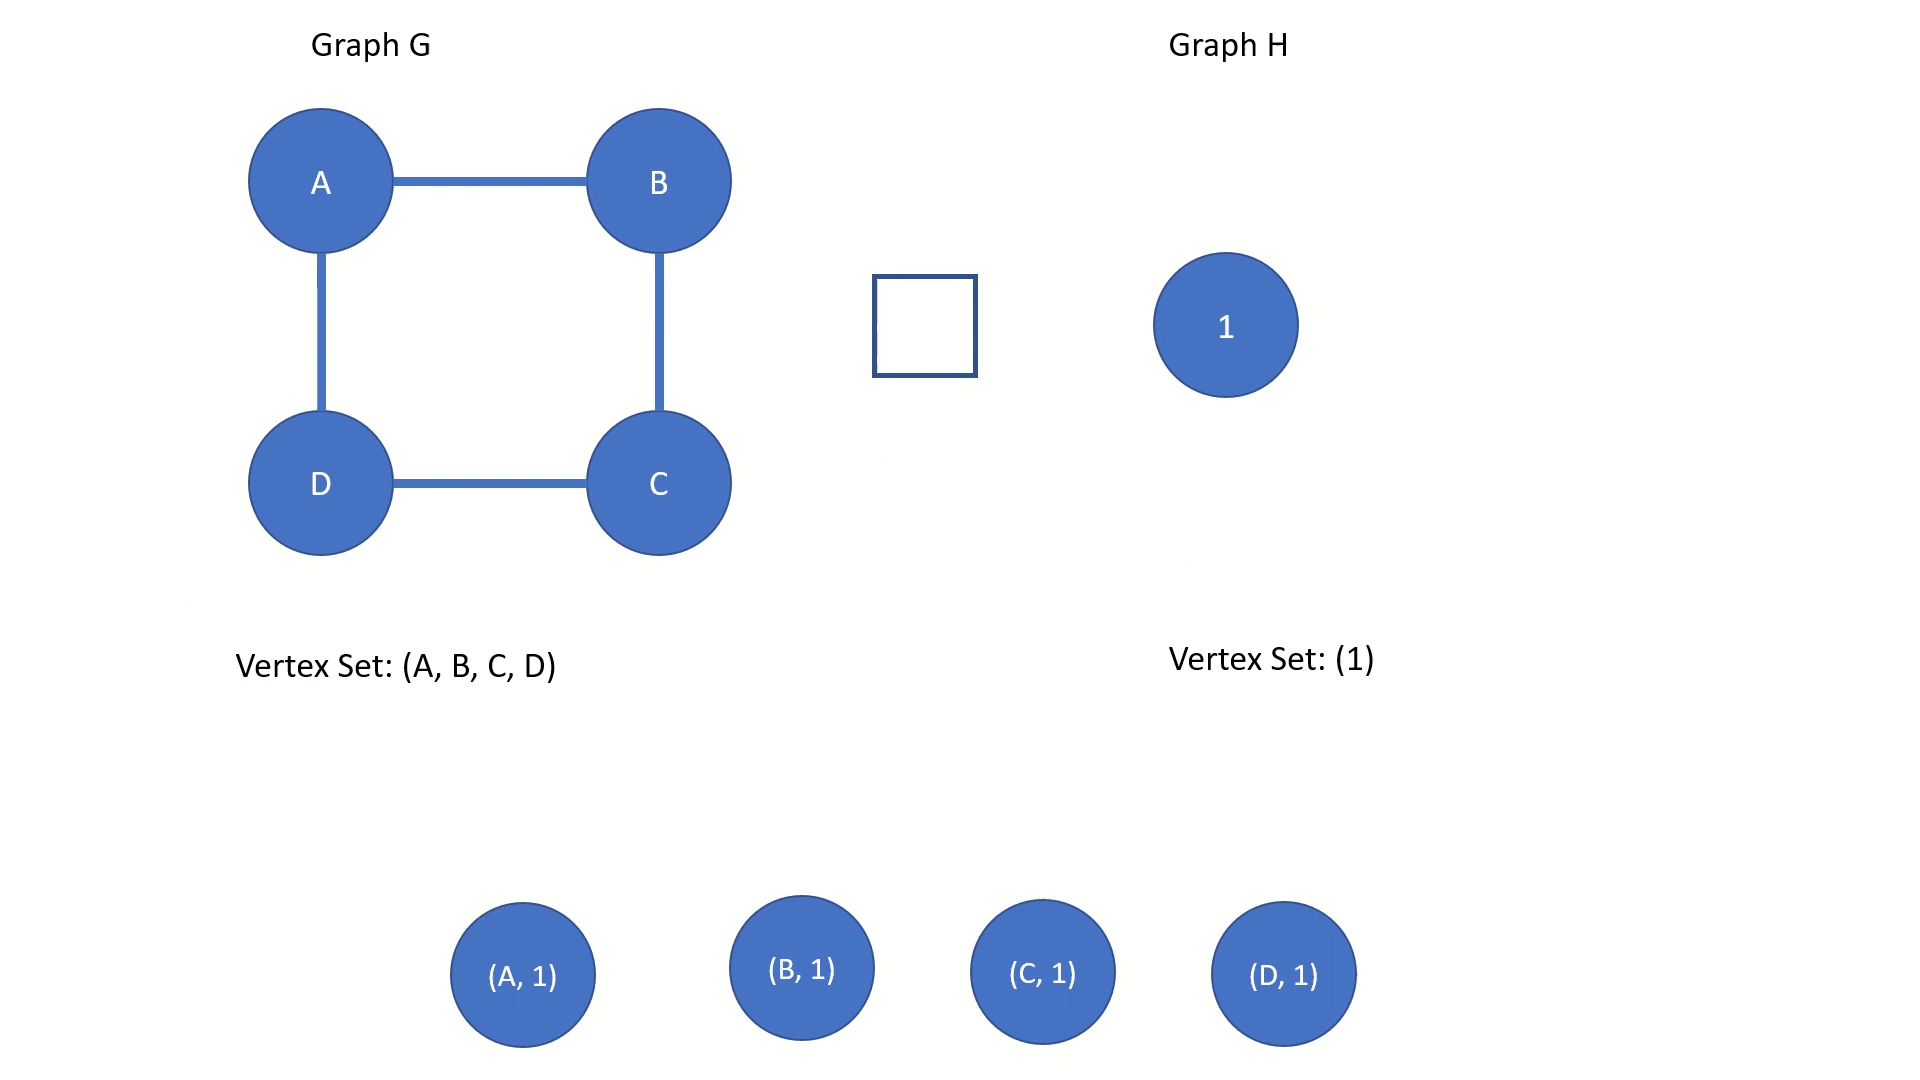 Graph G
Graph H
A
B
1
D
C
Vertex Set: (A, B, C, D)
Vertex Set: (1)
(A, 1)
(B, 1)
(C, 1)
(D, 1)